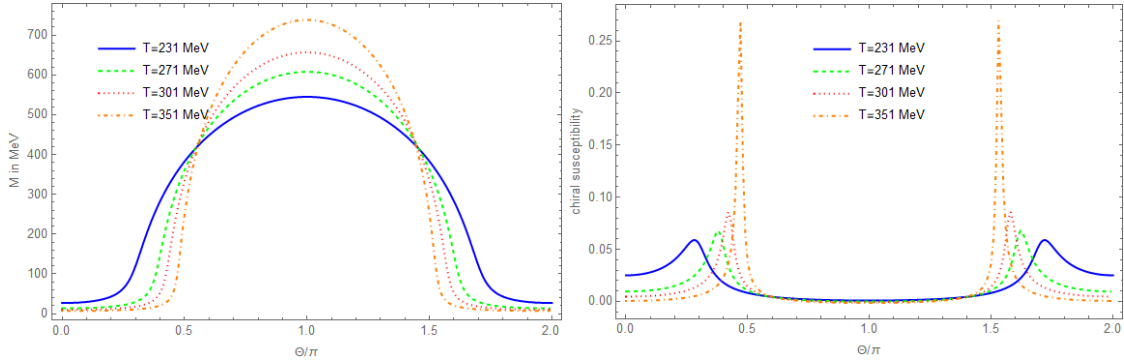 M in MeV
700
600
500
400
300
200
100
0
T=231 MeV
T=271 MeV
T=301 MeV
T=351 MeV
0.0 0.5 1.0 1.5 2.0
Θ/π
chiral susceptibility
0.25
0.20
0.15
0.10
0.05
0.00
T=231 MeV
T=271 MeV
T=301 MeV
T=351 MeV
0.0 0.5 1.0 1.5 2.0
Θ/π